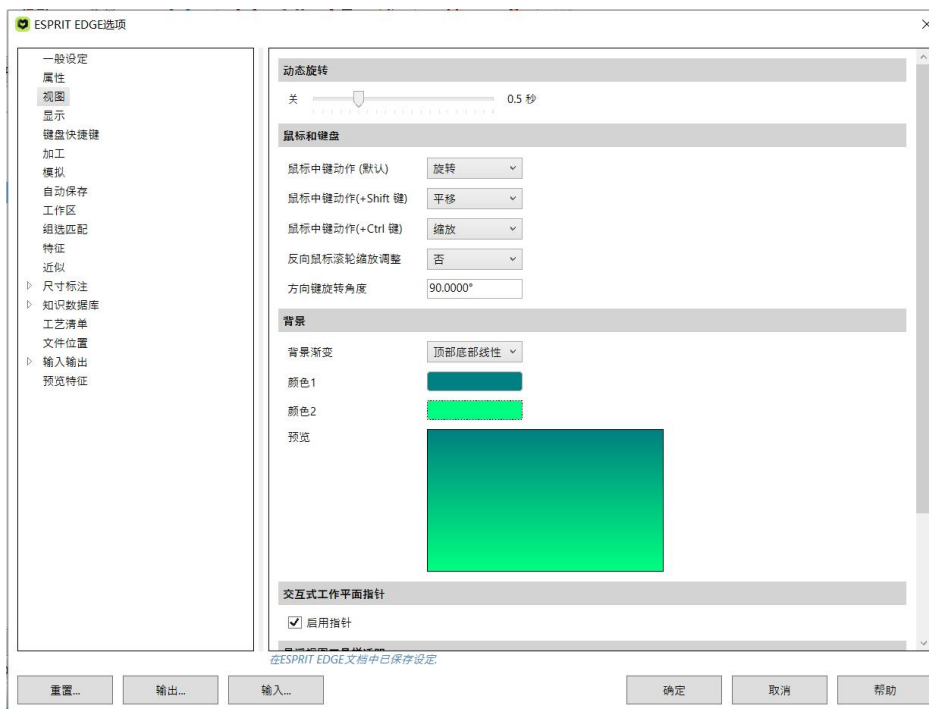 ESPRIT EDGE选项
一般设定
属性
视图
显示
键盘快捷键
加工
模拟
自动保存
工作区
组选匹配
特征
近似
尺寸标注
知识数据库
工艺清单
文件位置
输入输出
预览特征
动态旋转
关 0.5 秒
鼠标和键盘
鼠标中键动作 (默认) 旋转
鼠标中键动作(+Shift 键) 平移
鼠标中键动作(+Ctrl 键) 缩放
反向鼠标滚轮缩放调整 否
方向键旋转角度 90.0000°
背景
背景渐变 顶部底部线性
颜色1
颜色2
预览
交互式工作平面指针
启用指针
在ESPRIT EDGE文档中已保存设定.
重置... 输出... 输入... 确定 取消 帮助